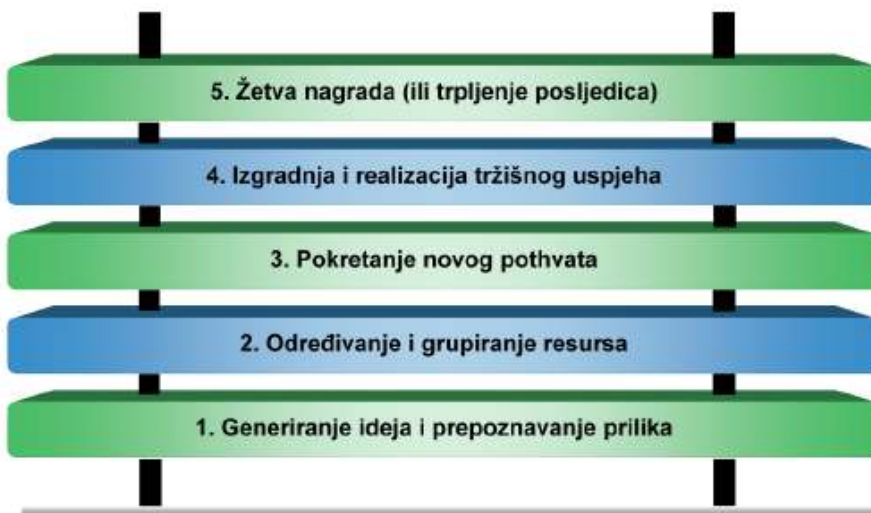 5. Žetva nagrada (ili trpljenje posljedica)
4. Izgradnja i realizacija tržišnog uspjeha
3. Pokretanje novog pothvata
2. Određivanje i grupiranje resursa
1. Generiranje ideja i prepoznavanje prilika